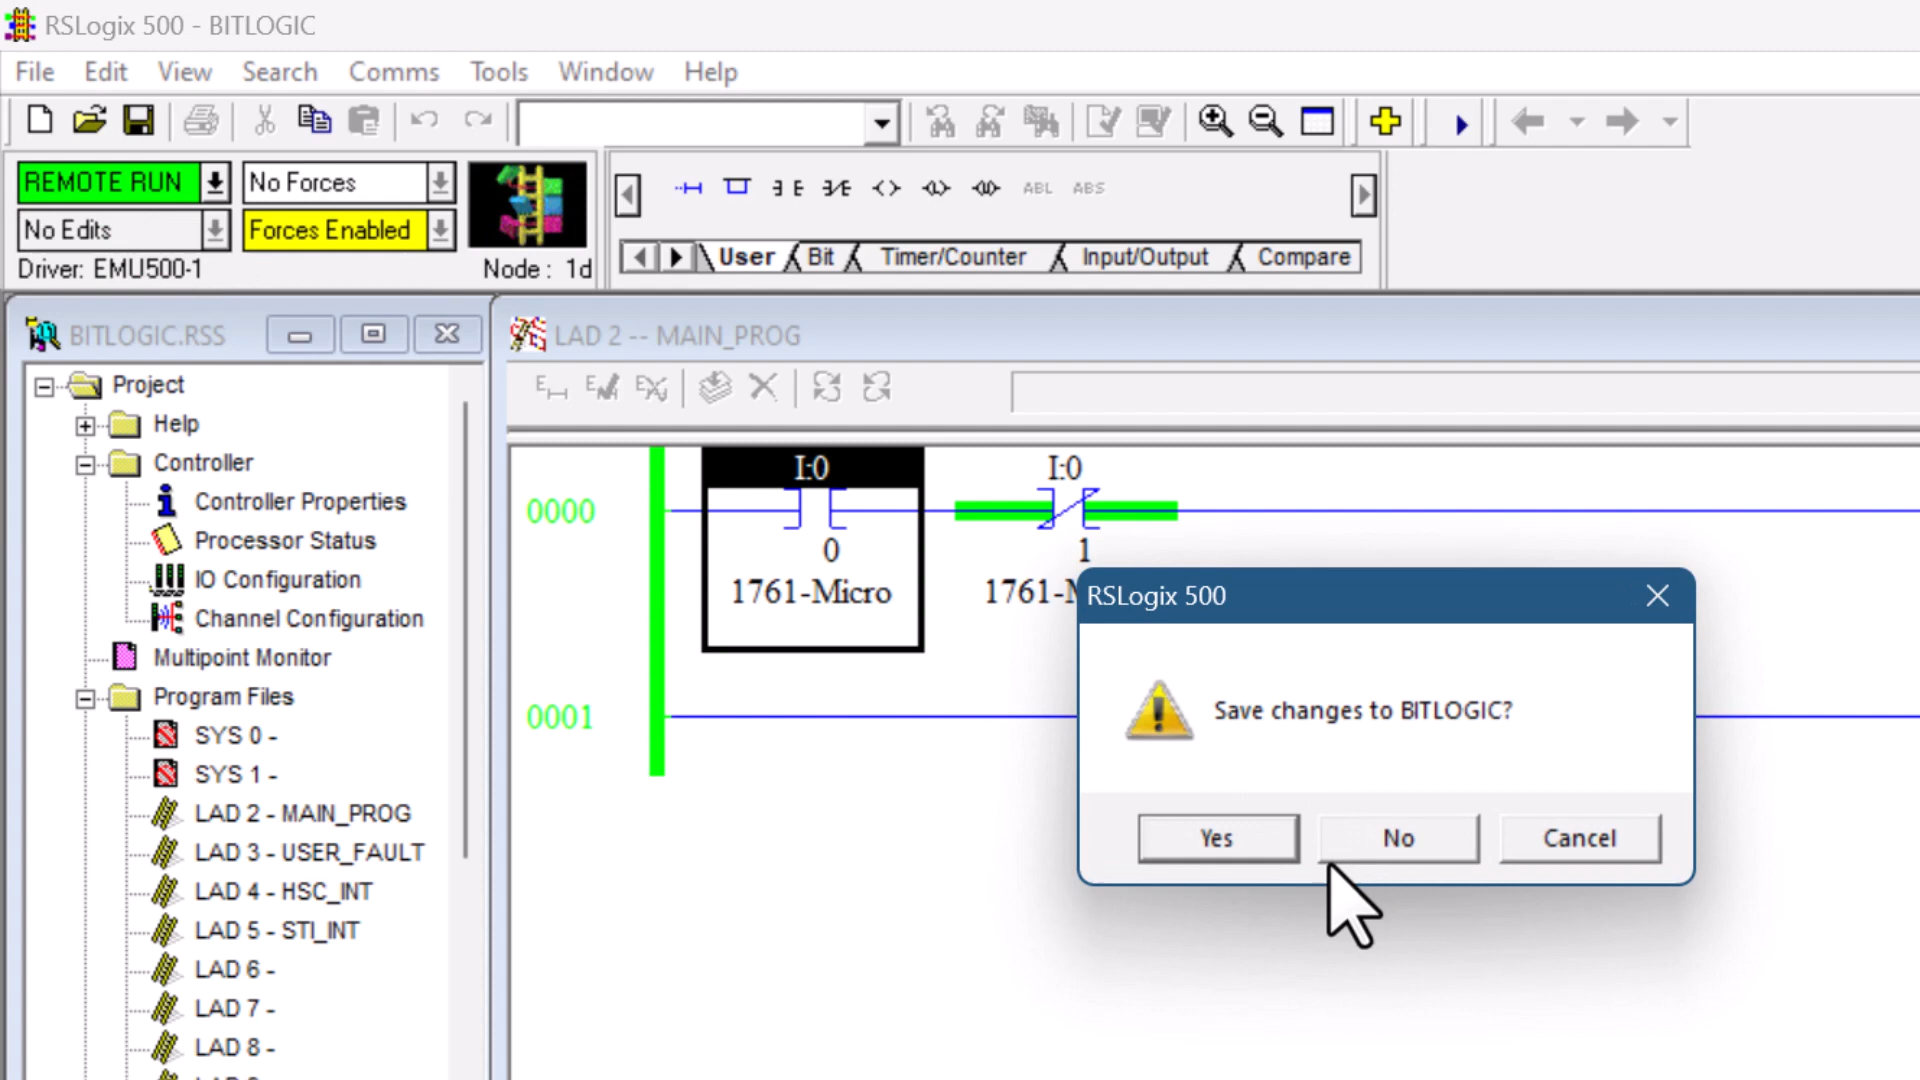 RSLogix 500 - BITLOGIC
File Edit View Search Comms Tools Window Help
REMOTE RUN No Forces
No Edits Forces Enabled
Driver: EMU500-1 Node : 1d
ABL ABS
User Bit Timer/Counter Input/Output Compare
BITLOGIC.RSS
Project
Help
Controller
Controller Properties
Processor Status
IO Configuration
Channel Configuration
Multipoint Monitor
Program Files
SYS 0 -
SYS 1 -
LAD 2 - MAIN_PROG
LAD 3 - USER_FAULT
LAD 4 - HSC_INT
LAD 5 - STI_INT
LAD 6 -
LAD 7 -
LAD 8 -
LAD 2 -- MAIN_PROG
I:0 I:0
0000
0 1
1761-Micro 1761-M
0001
RSLogix 500
Save changes to BITLOGIC?
Yes No Cancel